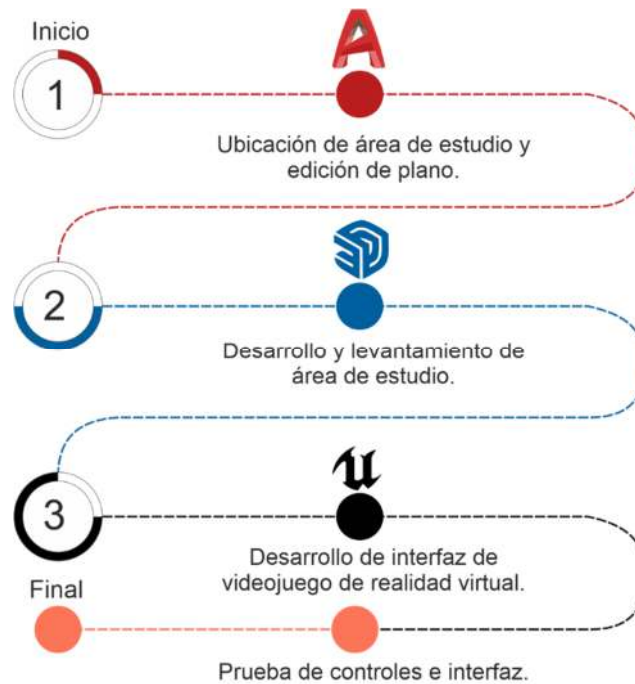 Inicio
1
Ubicación de área de estudio y
edición de plano.
2
Desarrollo y levantamiento de
área de estudio.
3
Desarrollo de interfaz de
videojuego de realidad virtual.
Final
Prueba de controles e interfaz.